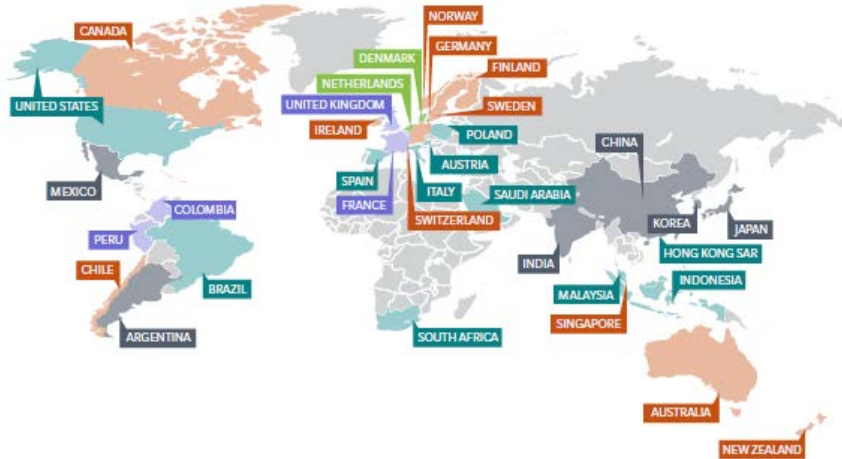 NORWAY
CANADA
GERMANY
DENMARK
FINLAND
NETHERLANDS
UNITED STATES
UNITED KINGDOM
SWEDEN
IRELAND
POLAND
CHINA
AUSTRIA
SPAIN
ITALY
MEXICO
SAUDI ARABIA
FRANCE
COLOMBIA
SWITZERLAND
KOREA
JAPAN
PERU
HONG KONG SAR
INDIA
CHILE
INDONESIA
BRAZIL
MALAYSIA
SINGAPORE
ARGENTINA
SOUTH AFRICA
AUSTRALIA
NEW ZEALAND